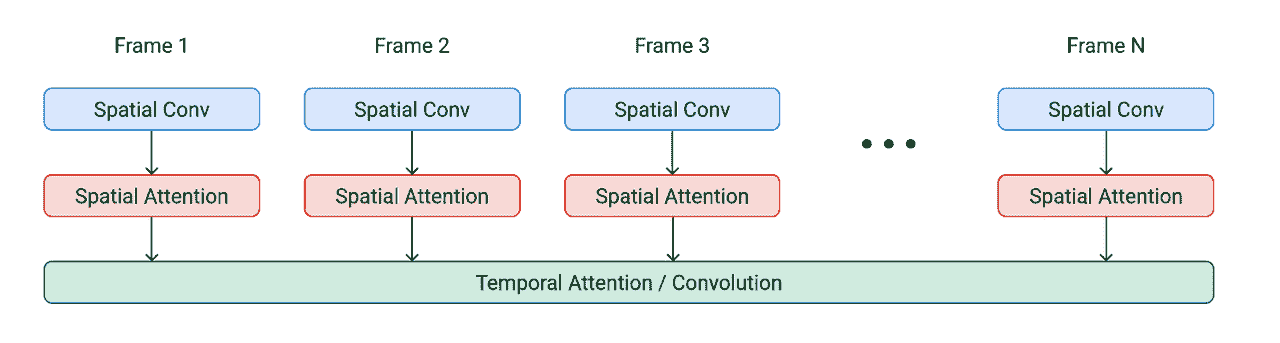 Frame 1
Frame 2
Frame 3
Frame N
Spatial Conv
Spatial Conv
Spatial Conv
Spatial Conv
Spatial Attention
Spatial Attention
Spatial Attention
Spatial Attention
Temporal Attention / Convolution